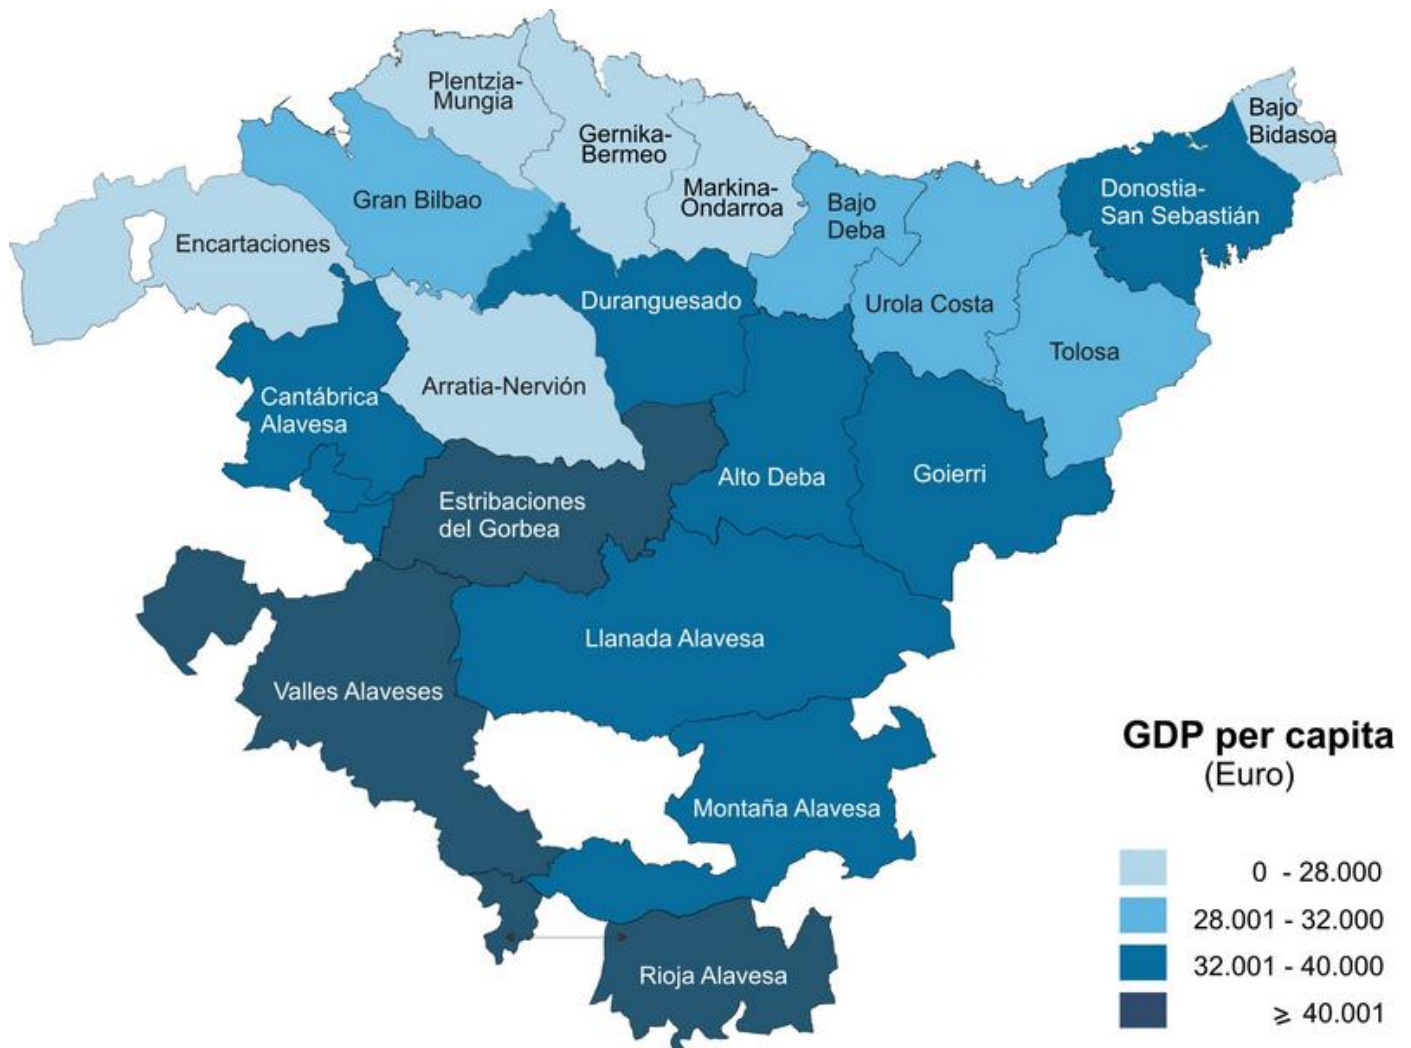 Plentzia-
Mungia
Gernika-
Bermeo
Markina-
Ondarroa
Bajo
Bidasoa
Donostia-
San Sebastián
Gran Bilbao
Bajo
Deba
Encartaciones
Duranguesado
Urola Costa
Tolosa
Arratia-Nervión
Cantábrica
Alavesa
Alto Deba
Goierri
Estribaciones
del Gorbea
Llanada Alavesa
Valles Alaveses
Montaña Alavesa
Rioja Alavesa
GDP per capita
(Euro)
0 - 28.000
28.001 - 32.000
32.001 - 40.000
⩾ 40.001